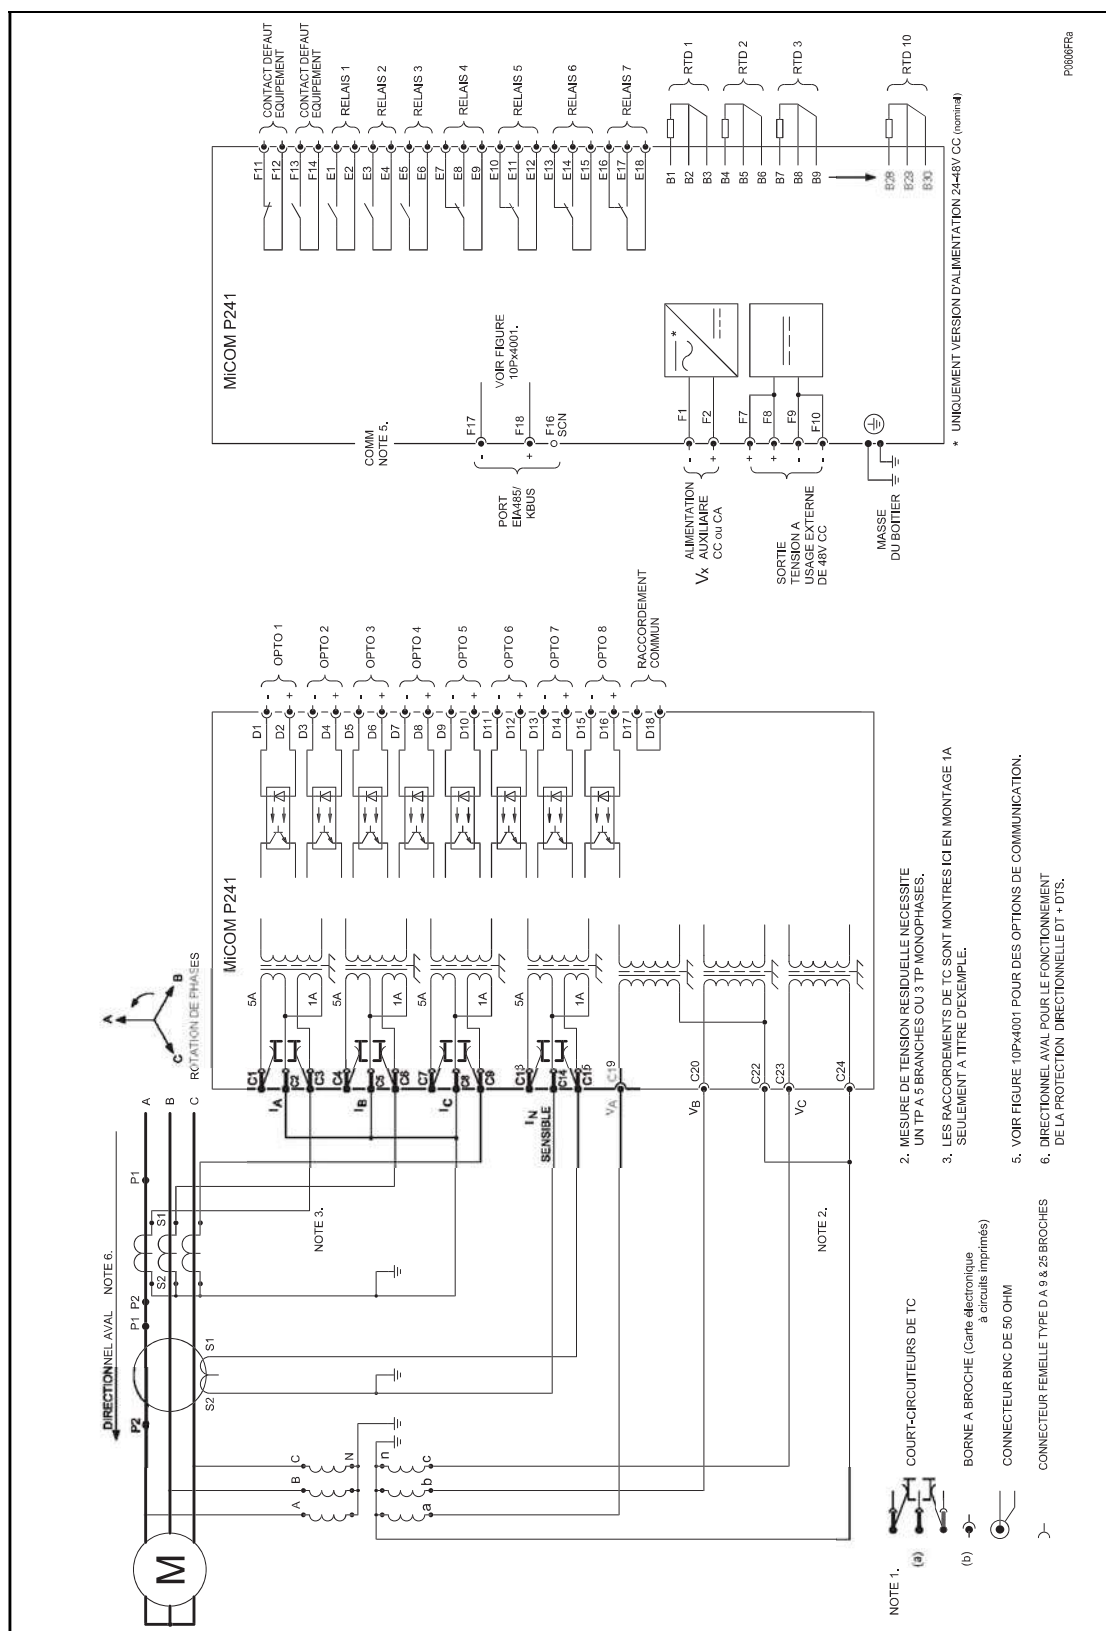 P0606FRa
MiCOM P241
CONTACT DEFAUT
EQUIPEMENT
CONTACT DEFAUT
EQUIPEMENT
RELAIS 1
RELAIS 2
RELAIS 3
RELAIS 4
RELAIS 5
RELAIS 6
RELAIS 7
RTD 1
RTD 2
RTD 3
RTD 10
F11
F12
F13
F14
E1
E2
E3
E4
E5
E6
E7
E8
E9
E10
E11
E12
E13
E14
E15
E16
E17
E18
B1
B2
B3
B4
B5
B6
B7
B8
B9
B28
B29
B30
VOIR FIGURE
10Px4001.
COMM
NOTE 5.
F17
F18
F16
SCN
-
+
PORT
EIA485/
KBUS
*
F1
F2
F7
F8
F9
F10
-
+
+
+
-
-
Vx
ALIMENTATION
AUXILIAIRE
CC ou CA
SORTIE
TENSION A
USAGE EXTERNE
DE 48V CC
MASSE
DU BOITIER
* UNIQUEMENT VERSION D'ALIMENTATION 24-48V CC (nominal)
MiCOM P241
OPTO 1
OPTO 2
OPTO 3
OPTO 4
OPTO 5
OPTO 6
OPTO 7
OPTO 8
RACCORDEMENT
COMMUN
-
+
-
+
-
+
-
+
-
+
-
+
-
+
-
+
D1
D2
D3
D4
D5
D6
D7
D8
D9
D10
D11
D12
D13
D14
D15
D16
D17
D18
5A
1A
5A
1A
5A
1A
5A
1A
C1
C2
C3
C4
C5
C6
C7
C8
C9
C13
C14
C15
C19
C20
C22
C23
C24
IA
IB
IC
IN
SENSIBLE
VA
VB
VC
A
B
C
ROTATION DE PHASES
A
B
C
DIRECTIONNEL AVAL NOTE 6.
P1
S1
S2
P2
P1
S1
S2
P2
NOTE 3.
NOTE 2.
A
B
C
N
a
b
c
n
M
NOTE 1.
(a)
COURT-CIRCUITEURS DE TC
(b)
BORNE A BROCHE (Carte électronique
à circuits imprimés)
CONNECTEUR BNC DE 50 OHM
CONNECTEUR FEMELLE TYPE D A 9 & 25 BROCHES
2. MESURE DE TENSION RESIDUELLE NECESSITE
UN TP A 5 BRANCHES OU 3 TP MONOPHASES.
3. LES RACCORDEMENTS DE TC SONT MONTRES ICI EN MONTAGE 1A
SEULEMENT A TITRE D'EXEMPLE.
5. VOIR FIGURE 10Px4001 POUR DES OPTIONS DE COMMUNICATION.
6. DIRECTIONNEL AVAL POUR LE FONCTIONNEMENT
DE LA PROTECTION DIRECTIONNELLE DT + DTS.